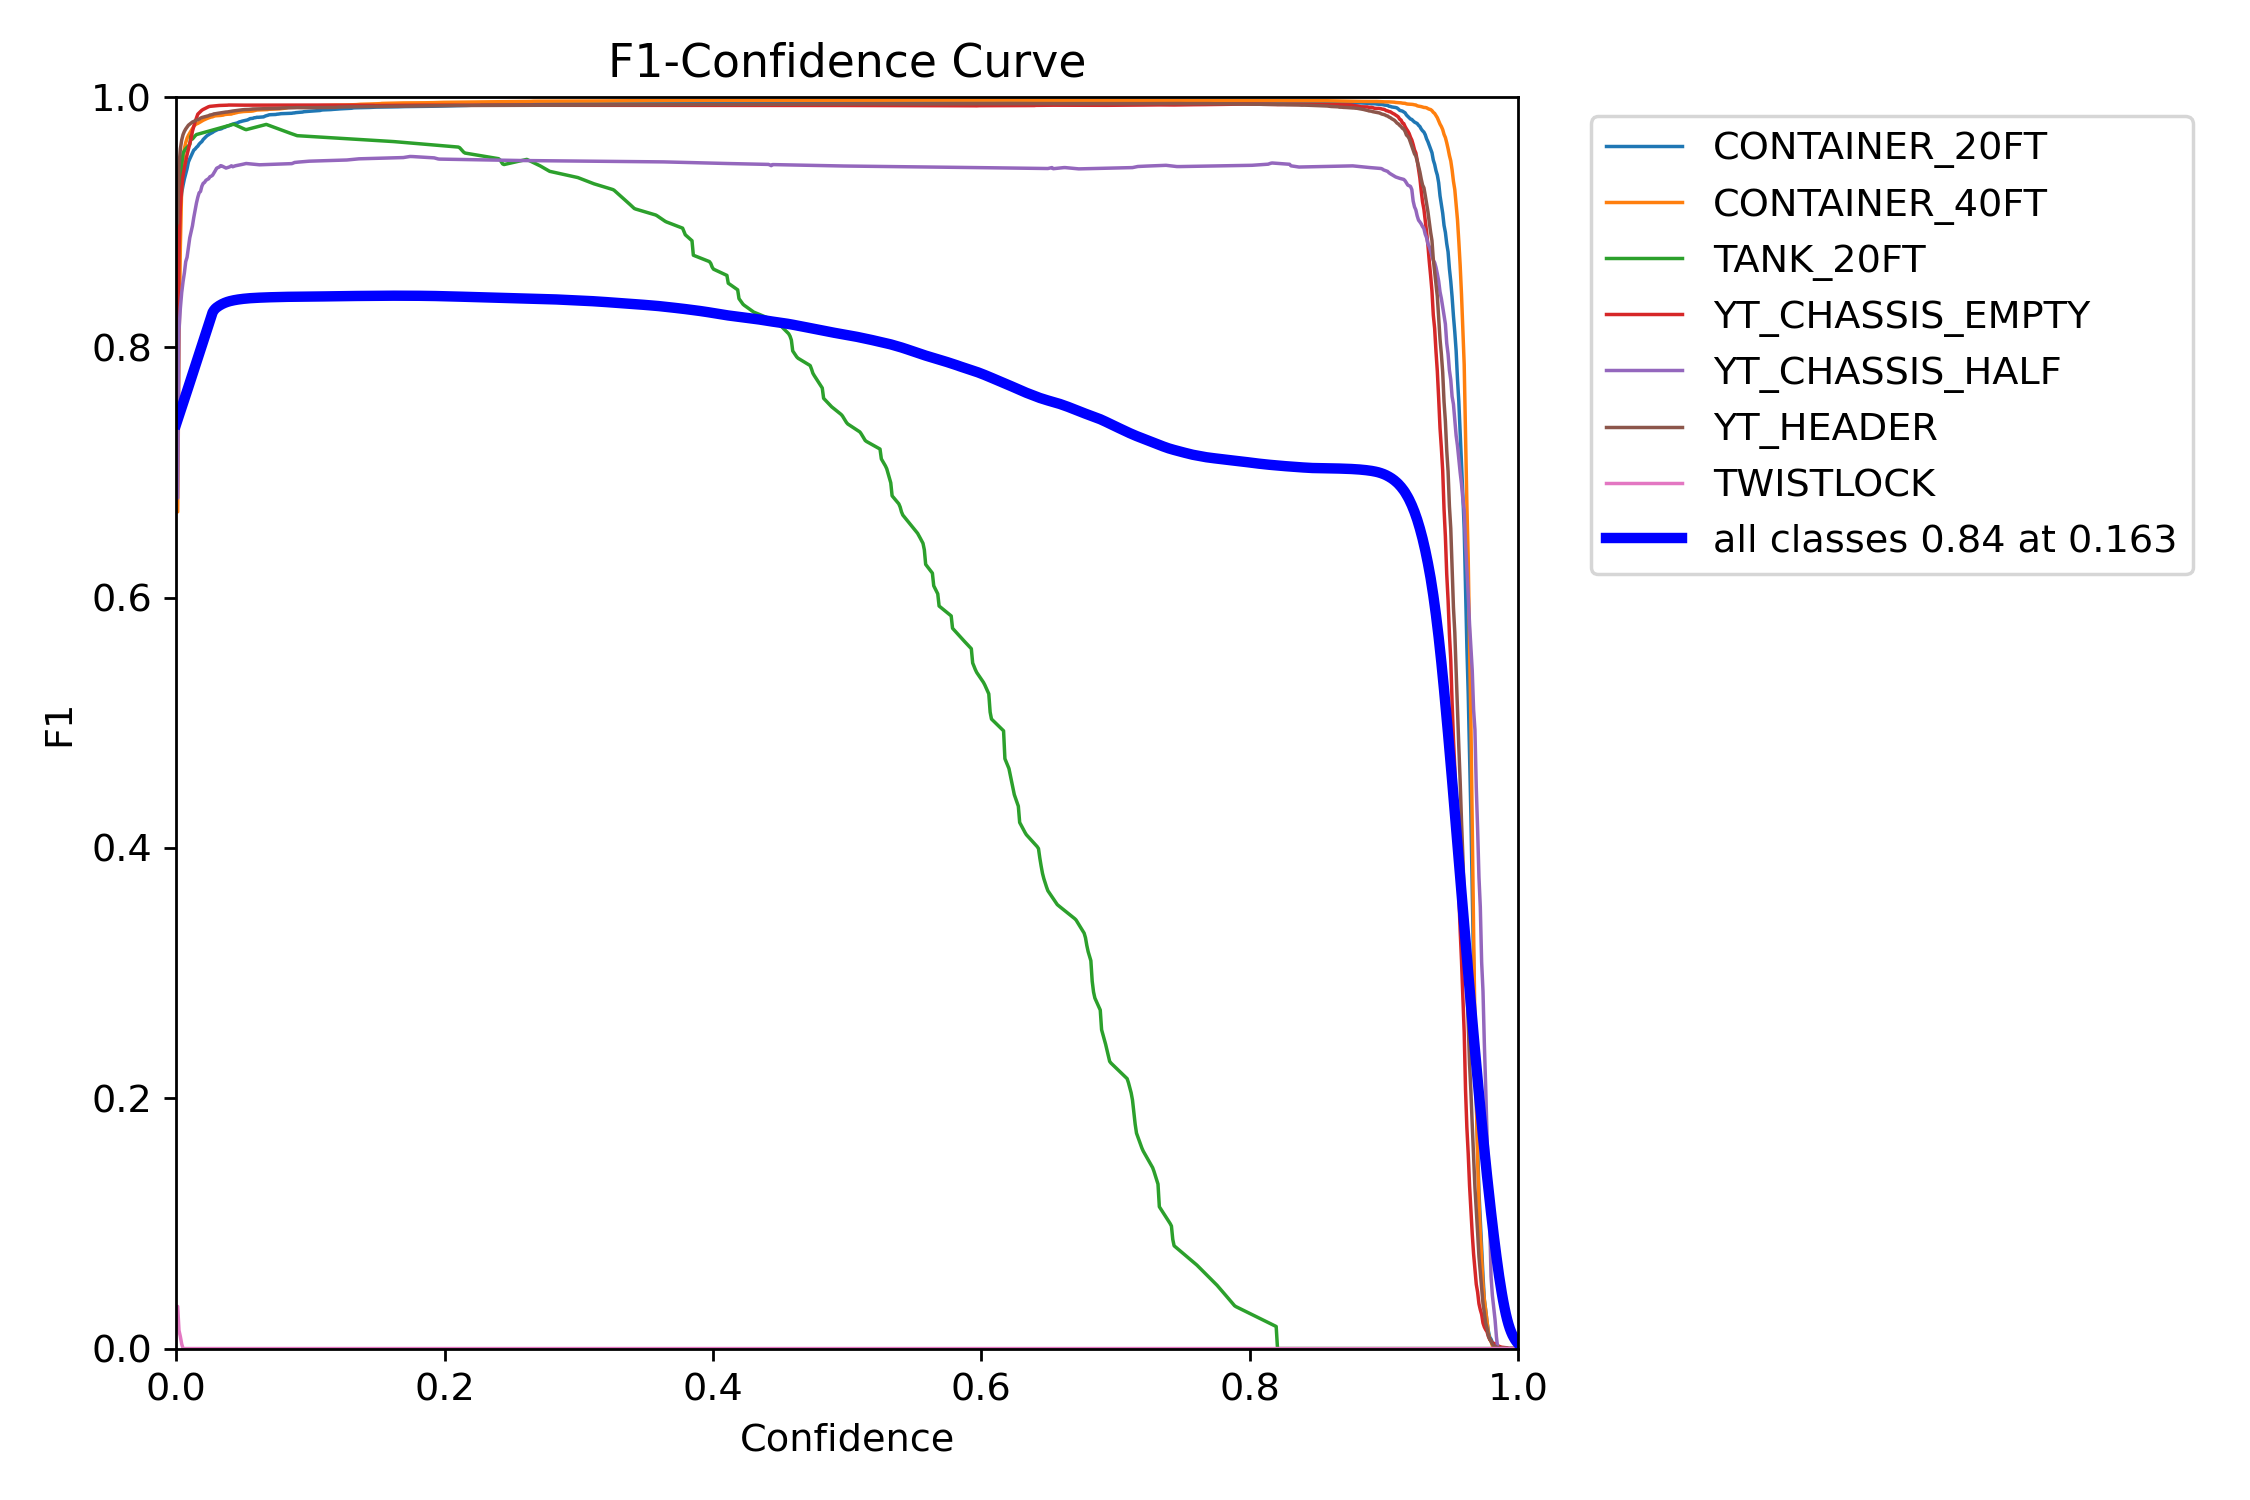 F1-Confidence Curve
1.0
0.8
0.6
0.4
0.2
0.0
F1
0.0 0.2 0.4 0.6 0.8 1.0
Confidence
CONTAINER_20FT
CONTAINER_40FT
TANK_20FT
YT_CHASSIS_EMPTY
YT_CHASSIS_HALF
YT_HEADER
TWISTLOCK
all classes 0.84 at 0.163